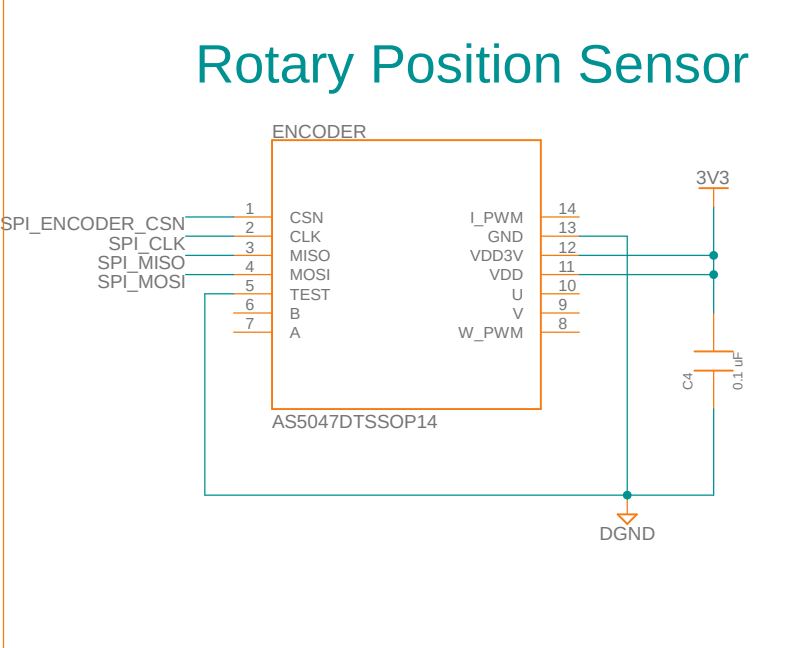 Rotary Position Sensor
ENCODER
3V3
SPI_ENCODER_CSN 1 CSN I_PWM 14
SPI_CLK 2 CLK GND 13
SPI_MISO 3 MISO VDD3V 12
SPI_MOSI 4 MOSI VDD 11
5 TEST U 10
6 B V 9
7 A W_PWM 8
C4 0.1 uF
AS5047DTSSOP14
DGND